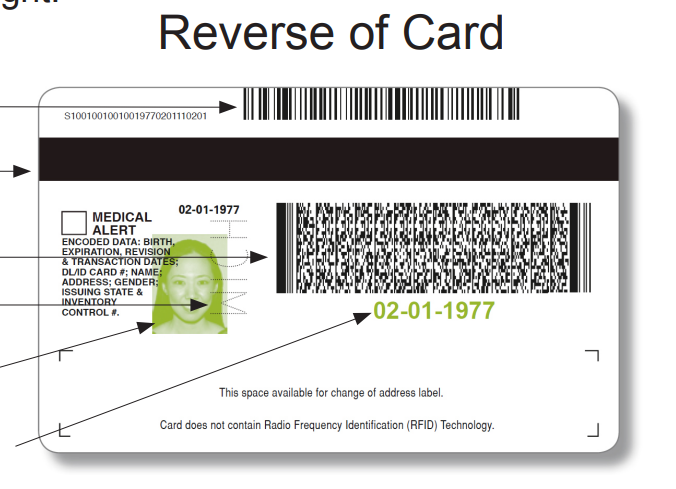 ght.
Reverse of Card
S10010010010019770201110201
02-01-1977
MEDICAL
ALERT
ENCODED DATA: BIRTH,
EXPIRATION, REVISION
& TRANSACTION DATES;
DL/ID CARD #; NAME;
ADDRESS; GENDER;
ISSUING STATE &
INVENTORY
CONTROL #.
02-01-1977
This space available for change of address label.
Card does not contain Radio Frequency Identification (RFID) Technology.